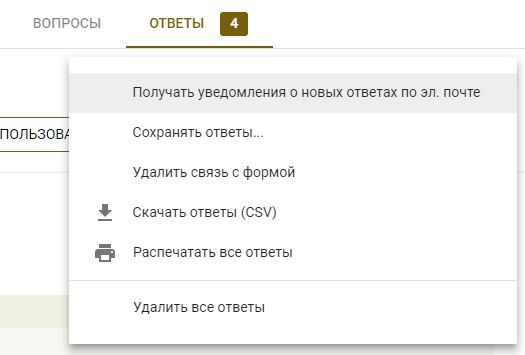 ВОПРОСЫ
ОТВЕТЫ 4
Получать уведомления о новых ответах по эл. почте
ПОЛЬЗОВА
Сохранять ответы...
Удалить связь с формой
Скачать ответы (CSV)
Распечатать все ответы
Удалить все ответы